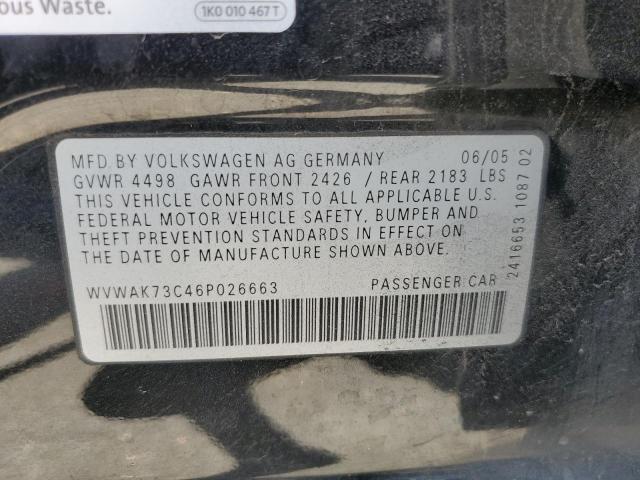 ous Waste.
1K0 010 467 T
MFD BY VOLKSWAGEN AG GERMANY 06/05
GVWR 4498 GAWR FRONT 2426 / REAR 2183 LBS
THIS VEHICLE CONFORMS TO ALL APPLICABLE U.S.
FEDERAL MOTOR VEHICLE SAFETY, BUMPER AND
THEFT PREVENTION STANDARDS IN EFFECT ON
THE DATE OF MANUFACTURE SHOWN ABOVE.
WVWAK73C46P026663 PASSENGER CAR
2416653 1087 02